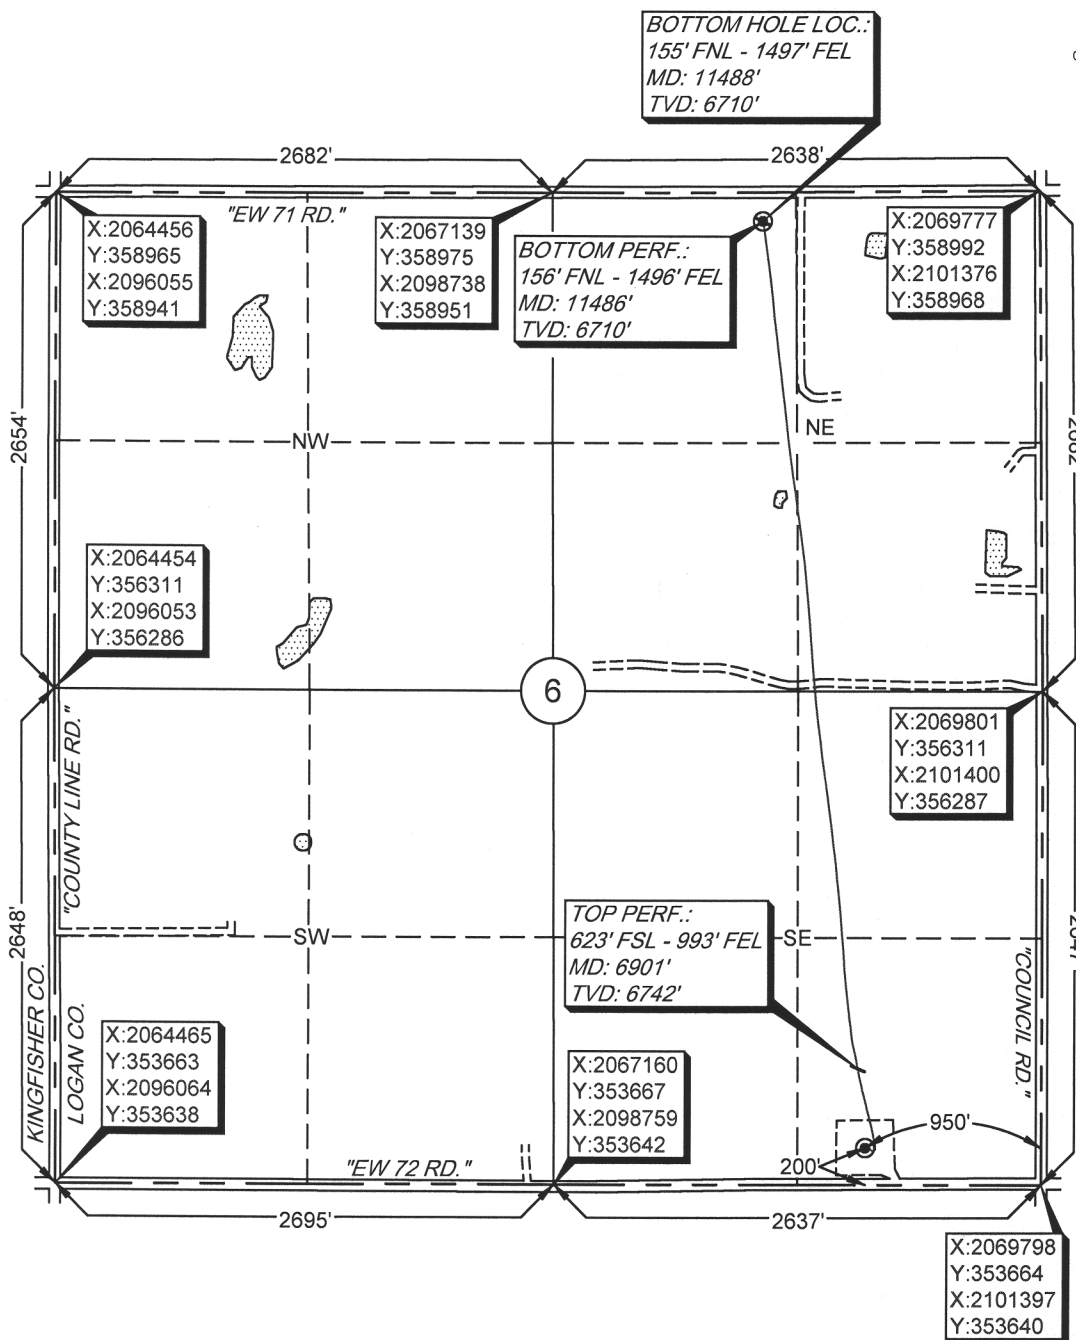 BOTTOM HOLE LOC.:
155' FNL - 1497' FEL
MD: 11488'
TVD: 6710'
2682'
2638'
"EW 71 RD."
X:2064456
Y:358965
X:2096055
Y:358941
X:2067139
Y:358975
X:2098738
Y:358951
BOTTOM PERF.:
156' FNL - 1496' FEL
MD: 11486'
TVD: 6710'
X:2069777
Y:358992
X:2101376
Y:358968
2654'
NW
NE
X:2064454
Y:356311
X:2096053
Y:356286
6
X:2069801
Y:356311
X:2101400
Y:356287
"COUNTY LINE RD."
2648'
SW
SE
TOP PERF.:
623' FSL - 993' FEL
MD: 6901'
TVD: 6742'
"COUNCIL RD."
KINGFISHER CO.
LOGAN CO.
X:2064465
Y:353663
X:2096064
Y:353638
X:2067160
Y:353667
X:2098759
Y:353642
950'
200'
"EW 72 RD."
2695'
2637'
X:2069798
Y:353664
X:2101397
Y:353640